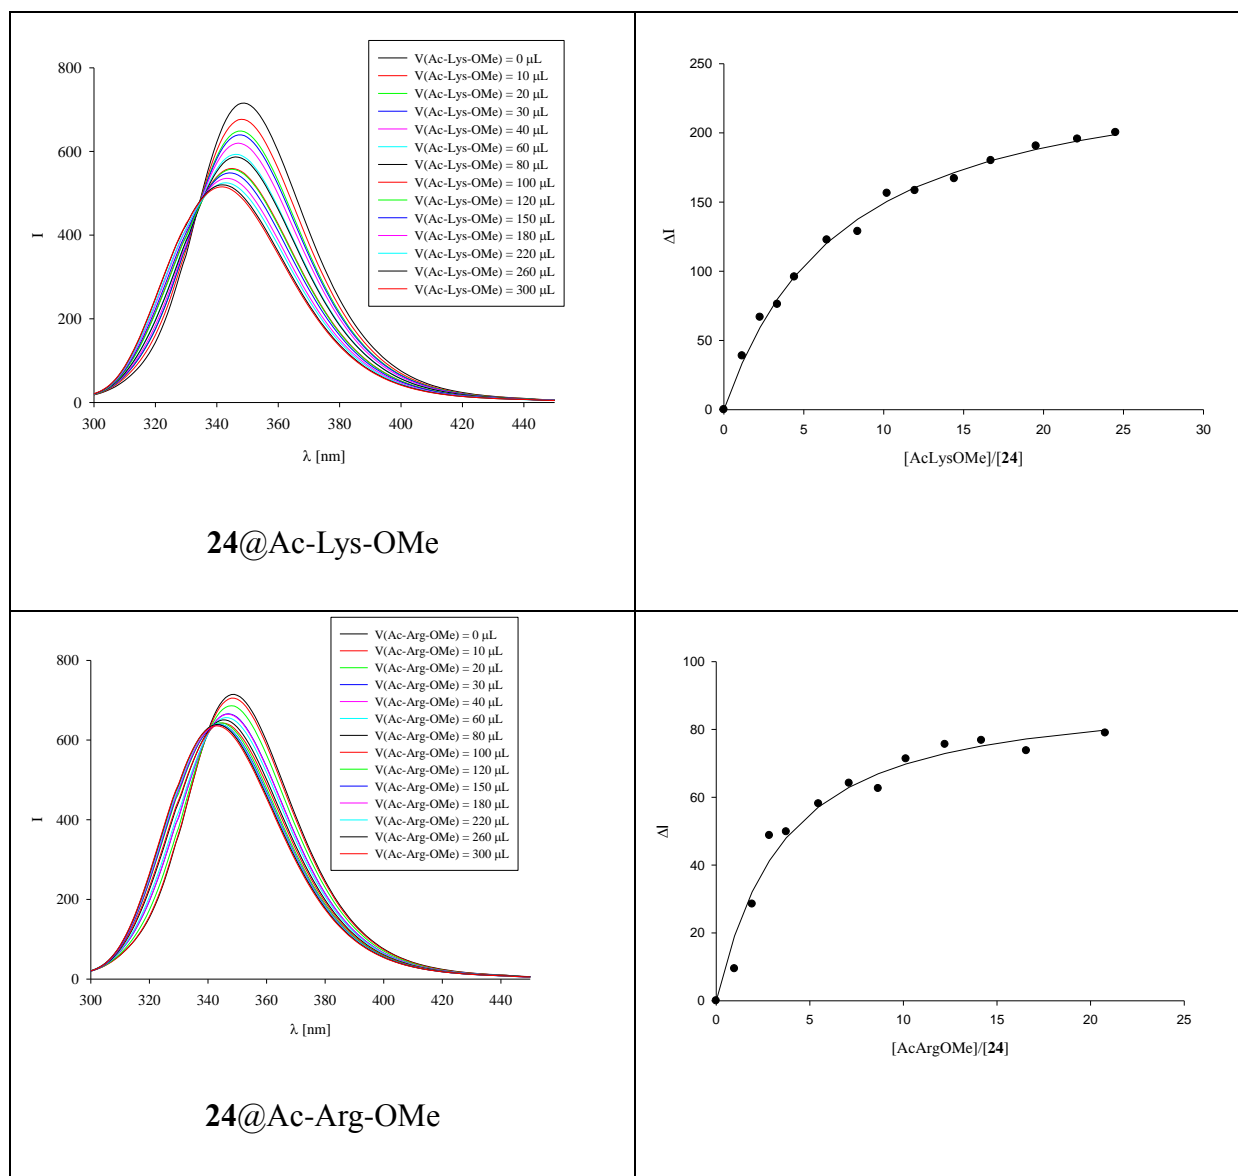 V(Ac-Lys-OMe) = 0 µL
V(Ac-Lys-OMe) = 10 µL
V(Ac-Lys-OMe) = 20 µL
V(Ac-Lys-OMe) = 30 µL
V(Ac-Lys-OMe) = 40 µL
V(Ac-Lys-OMe) = 60 µL
V(Ac-Lys-OMe) = 80 µL
V(Ac-Lys-OMe) = 100 µL
V(Ac-Lys-OMe) = 120 µL
V(Ac-Lys-OMe) = 150 µL
V(Ac-Lys-OMe) = 180 µL
V(Ac-Lys-OMe) = 220 µL
V(Ac-Lys-OMe) = 260 µL
V(Ac-Lys-OMe) = 300 µL
800
600
400
200
0
I
300 320 340 360 380 400 420 440
λ [nm]
24@Ac-Lys-OMe
250
200
150
100
50
0
ΔI
0 5 10 15 20 25 30
[AcLysOMe]/[24]
V(Ac-Arg-OMe) = 0 µL
V(Ac-Arg-OMe) = 10 µL
V(Ac-Arg-OMe) = 20 µL
V(Ac-Arg-OMe) = 30 µL
V(Ac-Arg-OMe) = 40 µL
V(Ac-Arg-OMe) = 60 µL
V(Ac-Arg-OMe) = 80 µL
V(Ac-Arg-OMe) = 100 µL
V(Ac-Arg-OMe) = 120 µL
V(Ac-Arg-OMe) = 150 µL
V(Ac-Arg-OMe) = 180 µL
V(Ac-Arg-OMe) = 220 µL
V(Ac-Arg-OMe) = 260 µL
V(Ac-Arg-OMe) = 300 µL
800
600
400
200
0
I
300 320 340 360 380 400 420 440
λ [nm]
24@Ac-Arg-OMe
100
80
60
40
20
0
ΔI
0 5 10 15 20 25
[AcArgOMe]/[24]